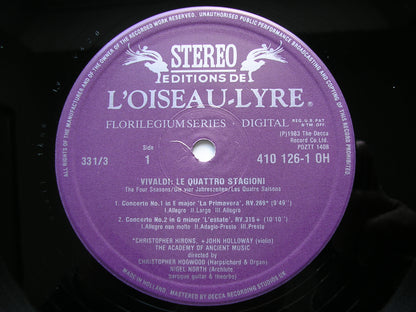 ALL RIGHTS OF THE MANUFACTURER AND OF THE OWNER OF THE RECORDED WORK RESERVED. UNAUTHORISED PUBLIC PERFORMANCE BROADCASTING AND COPYING OF THIS RECORD PROHIBITED
STEREO
EDITIONS DE
L'OISEAU-LYRE ®
REG. U.S. PAT.
& TM. OFF.
FLORILEGIUM SERIES · DIGITAL
(P)1983 The Decca
Record Co. Ltd.
PDZTT 1408
33 1/3
Side
1
410 126-1 OH
VIVALDI: LE QUATTRO STAGIONI
The Four Seasons/Die vier Jahreszeiten/Les Quatre Saisons
1. Concerto No.1 in E major 'La Primavera', RV.269* (9'49")
I.Allegro II.Largo III.Allegro
2. Concerto No.2 in G minor 'L'estate', RV.315+ (10'10")
I.Allegro non molto II.Adagio-Presto III.Presto
*CHRISTOPHER HIRONS, +JOHN HOLLOWAY (violin)
THE ACADEMY OF ANCIENT MUSIC
directed by
CHRISTOPHER HOGWOOD (Harpsichord & Organ)
NIGEL NORTH (Archlute,
baroque guitar & theorbo)
MADE IN HOLLAND. MASTERED BY DECCA RECORDING STUDIOS UK